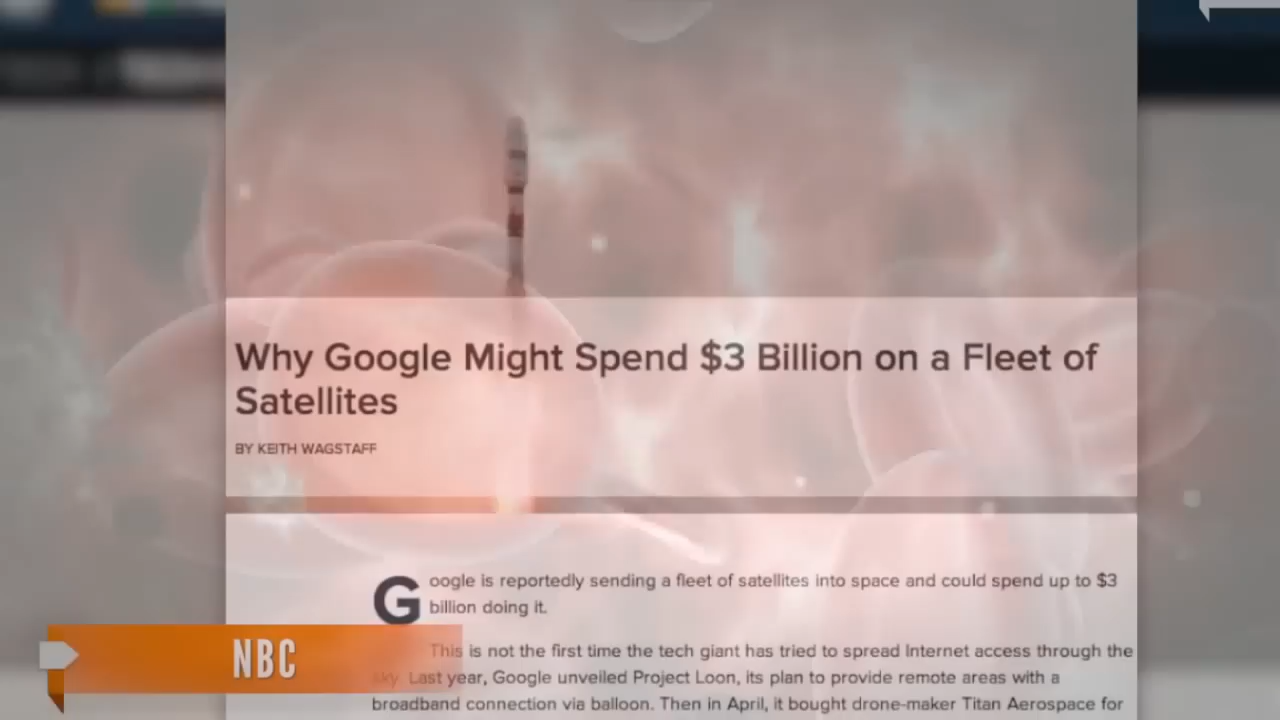 Why Google Might Spend $3 Billion on a Fleet of
Satellites
BY KEITH WAGSTAFF
Google is reportedly sending a fleet of satellites into space and could spend up to $3
billion doing it.
This is not the first time the tech giant has tried to spread Internet access through the
sky. Last year, Google unveiled Project Loon, its plan to provide remote areas with a
broadband connection via balloon. Then in April, it bought drone-maker Titan Aerospace for
NBC